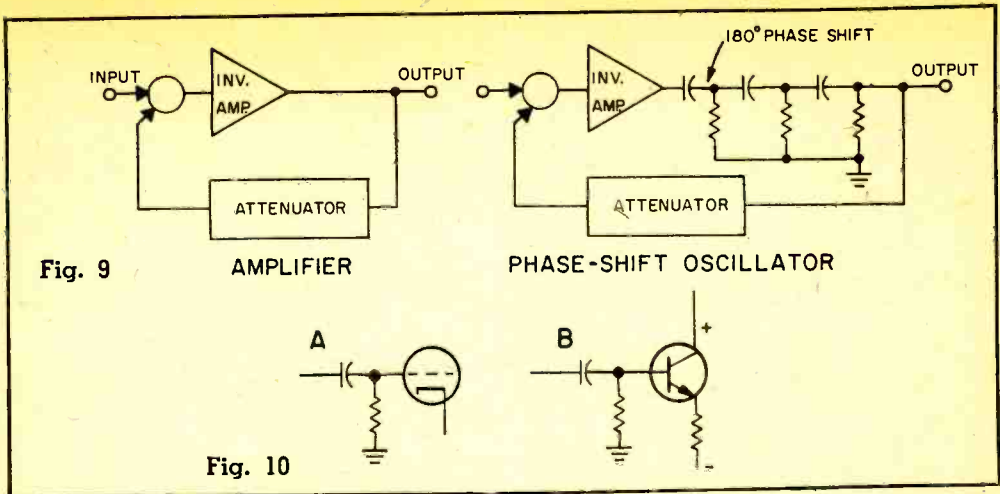 180° PHASE SHIFT
INPUT
INV.
AMP.
OUTPUT
INV.
AMP.
OUTPUT
ATTENUATOR
ATTENUATOR
Fig. 9
AMPLIFIER
PHASE-SHIFT OSCILLATOR
A
B
+
-
Fig. 10